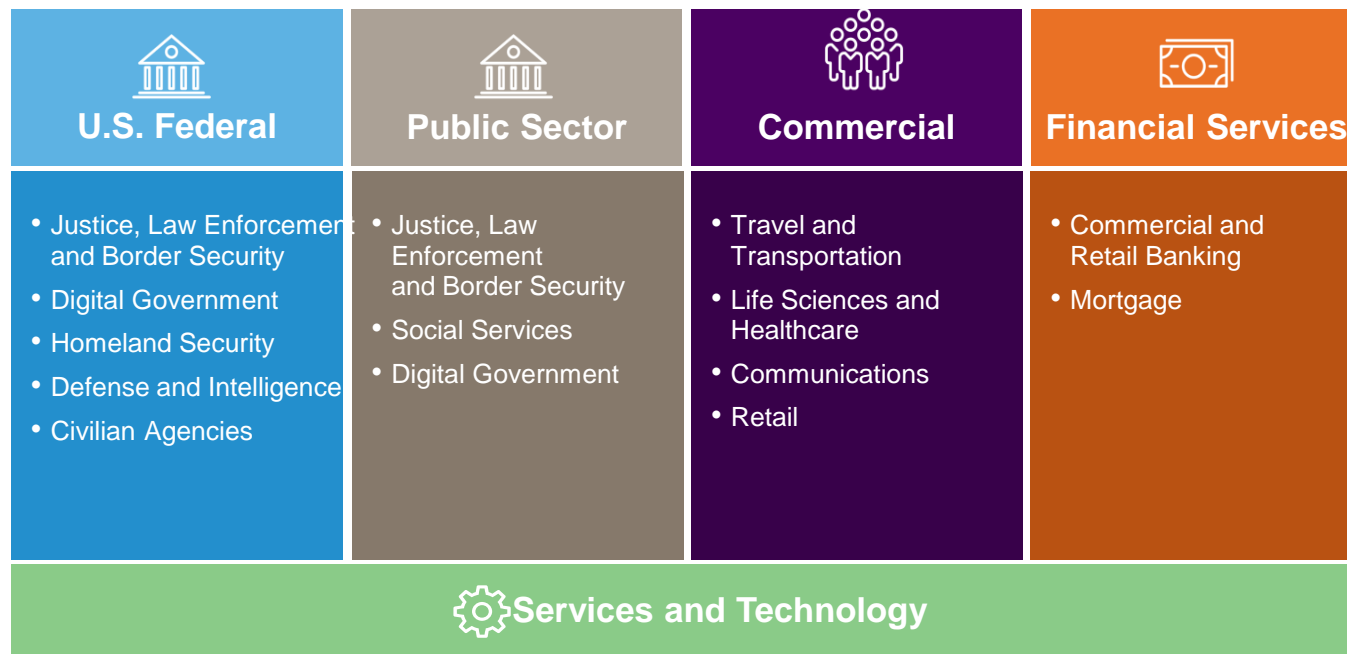 U.S. Federal
• Justice, Law Enforcement
and Border Security
• Digital Government
• Homeland Security
• Defense and Intelligence
• Civilian Agencies
Public Sector
• Justice, Law
Enforcement
and Border Security
• Social Services
• Digital Government
Commercial
• Travel and
Transportation
• Life Sciences and
Healthcare
• Communications
• Retail
Financial Services
• Commercial and
Retail Banking
• Mortgage
Services and Technology